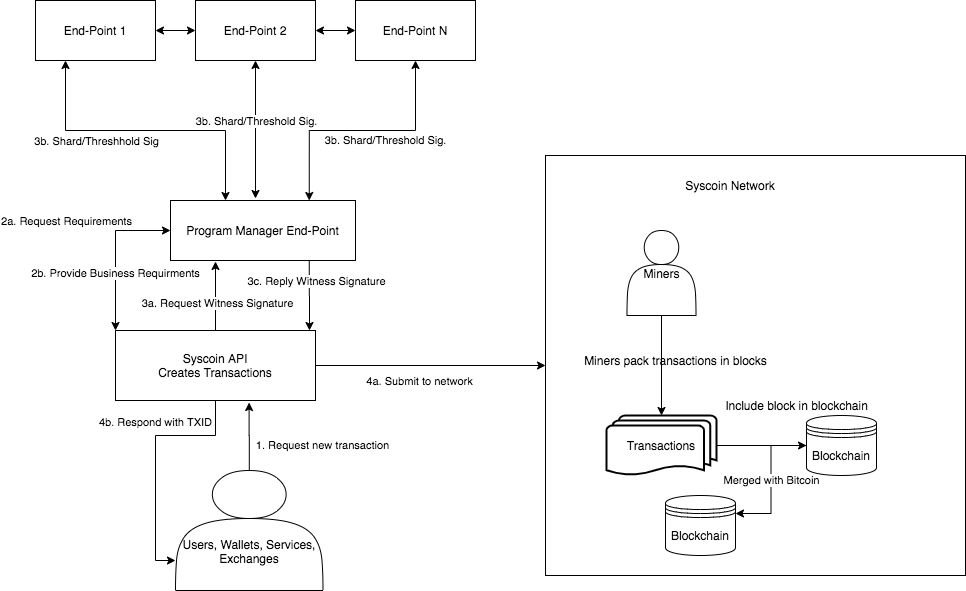 End-Point 1
End-Point 2
End-Point N
3b. Shard/Threshhold Sig
3b. Shard/Threshold Sig.
3b. Shard/Threshold Sig.
Syscoin Network
2a. Request Requirements
Program Manager End-Point
2b. Provide Business Requirments
3c. Reply Witness Signature
3a. Request Witness Signature
Miners
Syscoin API
Creates Transactions
4a. Submit to network
Miners pack transactions in blocks
Include block in blockchain
4b. Respond with TXID
1. Request new transaction
Transactions
Blockchain
Merged with Bitcoin
Blockchain
Users, Wallets, Services,
Exchanges